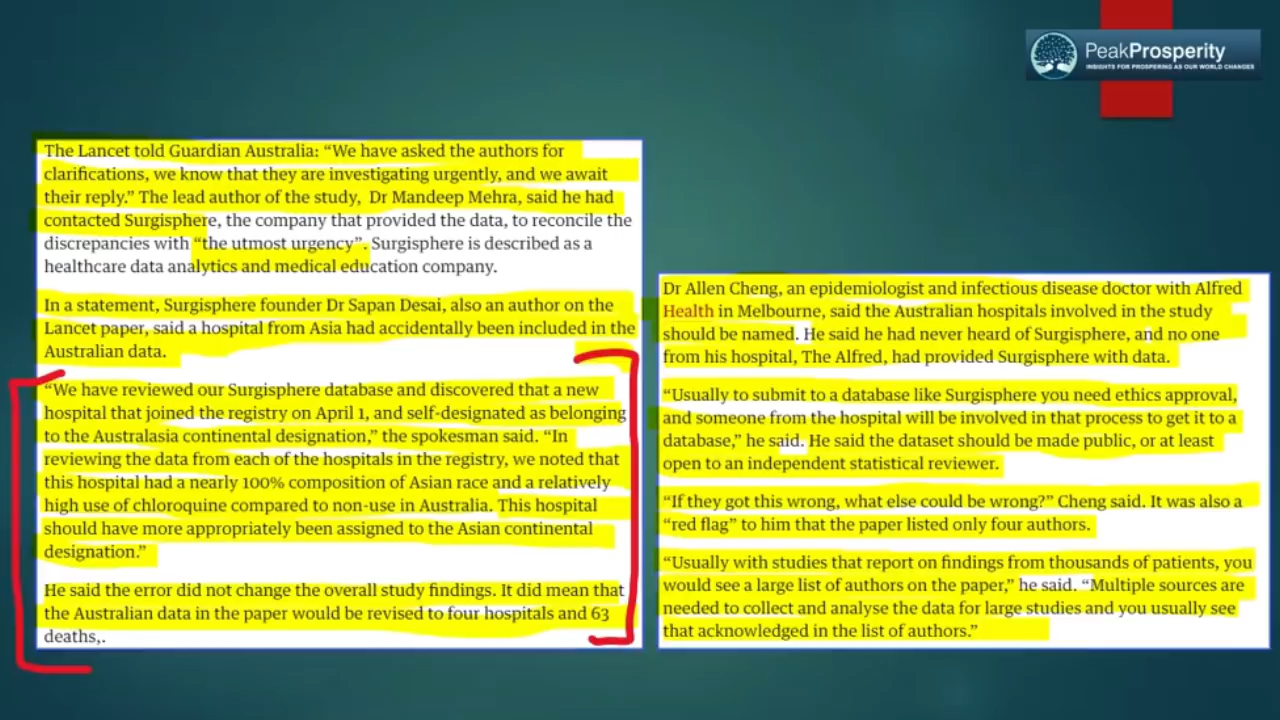 PeakProsperity
INSIGHTS FOR PROSPERING AS OUR WORLD CHANGES
The Lancet told Guardian Australia: “We have asked the authors for
clarifications, we know that they are investigating urgently, and we await
their reply.” The lead author of the study,  Dr Mandeep Mehra, said he had
contacted Surgisphere, the company that provided the data, to reconcile the
discrepancies with “the utmost urgency”. Surgisphere is described as a
healthcare data analytics and medical education company.
In a statement, Surgisphere founder Dr Sapan Desai, also an author on the
Lancet paper, said a hospital from Asia had accidentally been included in the
Australian data.
“We have reviewed our Surgisphere database and discovered that a new
hospital that joined the registry on April 1, and self-designated as belonging
to the Australasia continental designation,” the spokesman said. “In
reviewing the data from each of the hospitals in the registry, we noted that
this hospital had a nearly 100% composition of Asian race and a relatively
high use of chloroquine compared to non-use in Australia. This hospital
should have more appropriately been assigned to the Asian continental
designation.”
He said the error did not change the overall study findings. It did mean that
the Australian data in the paper would be revised to four hospitals and 63
deaths,.
Dr Allen Cheng, an epidemiologist and infectious disease doctor with Alfred
Health in Melbourne, said the Australian hospitals involved in the study
should be named. He said he had never heard of Surgisphere, and no one
from his hospital, The Alfred, had provided Surgisphere with data.
“Usually to submit to a database like Surgisphere you need ethics approval,
and someone from the hospital will be involved in that process to get it to a
database,” he said. He said the dataset should be made public, or at least
open to an independent statistical reviewer.
“If they got this wrong, what else could be wrong?” Cheng said. It was also a
“red flag” to him that the paper listed only four authors.
“Usually with studies that report on findings from thousands of patients, you
would see a large list of authors on the paper,” he said. “Multiple sources are
needed to collect and analyse the data for large studies and you usually see
that acknowledged in the list of authors.”